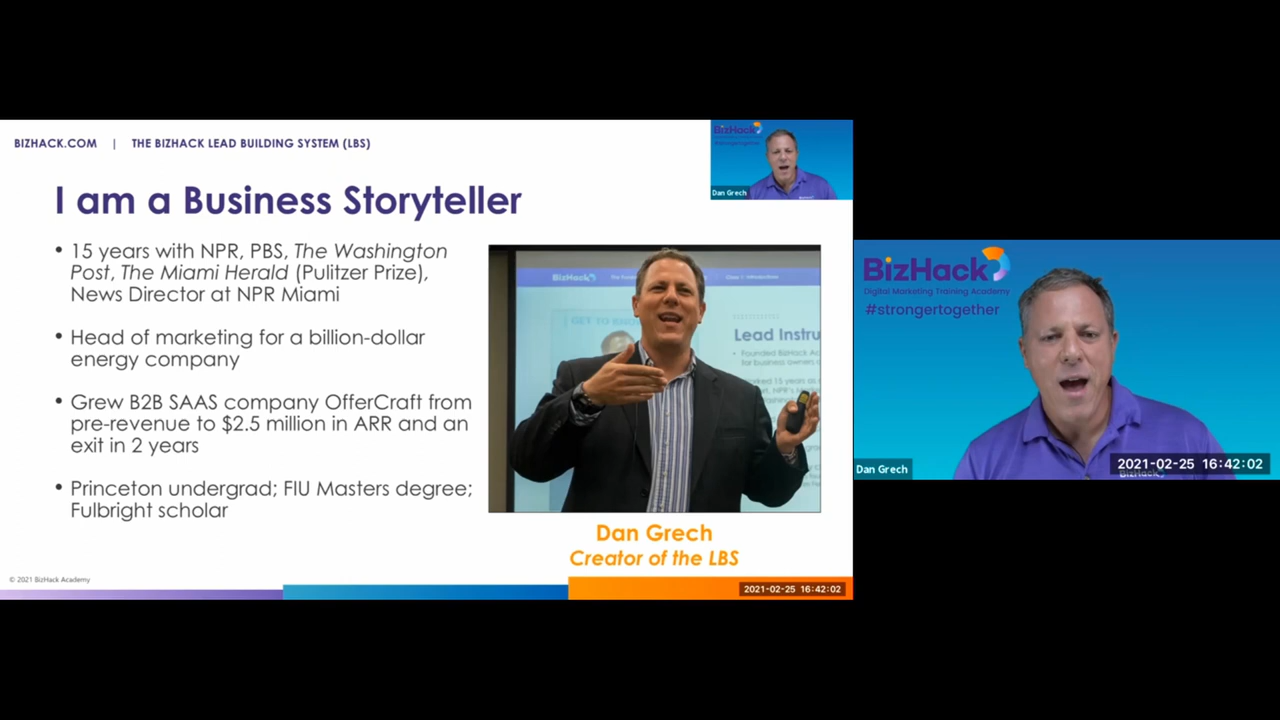 BIZHACK.COM | THE BIZHACK LEAD BUILDING SYSTEM (LBS)
BizHack
#strongertogether
Dan Grech
I am a Business Storyteller
• 15 years with NPR, PBS, The Washington
Post, The Miami Herald (Pulitzer Prize),
News Director at NPR Miami
• Head of marketing for a billion-dollar
energy company
• Grew B2B SAAS company OfferCraft from
pre-revenue to $2.5 million in ARR and an
exit in 2 years
• Princeton undergrad; FIU Masters degree;
Fulbright scholar
BizHack
Lead Instru
Dan Grech
Creator of the LBS
© 2021 BizHack Academy
2021-02-25 16:42:02
BizHack
Digital Marketing Training Academy
#strongertogether
Dan Grech
2021-02-25 16:42:02
BizHack